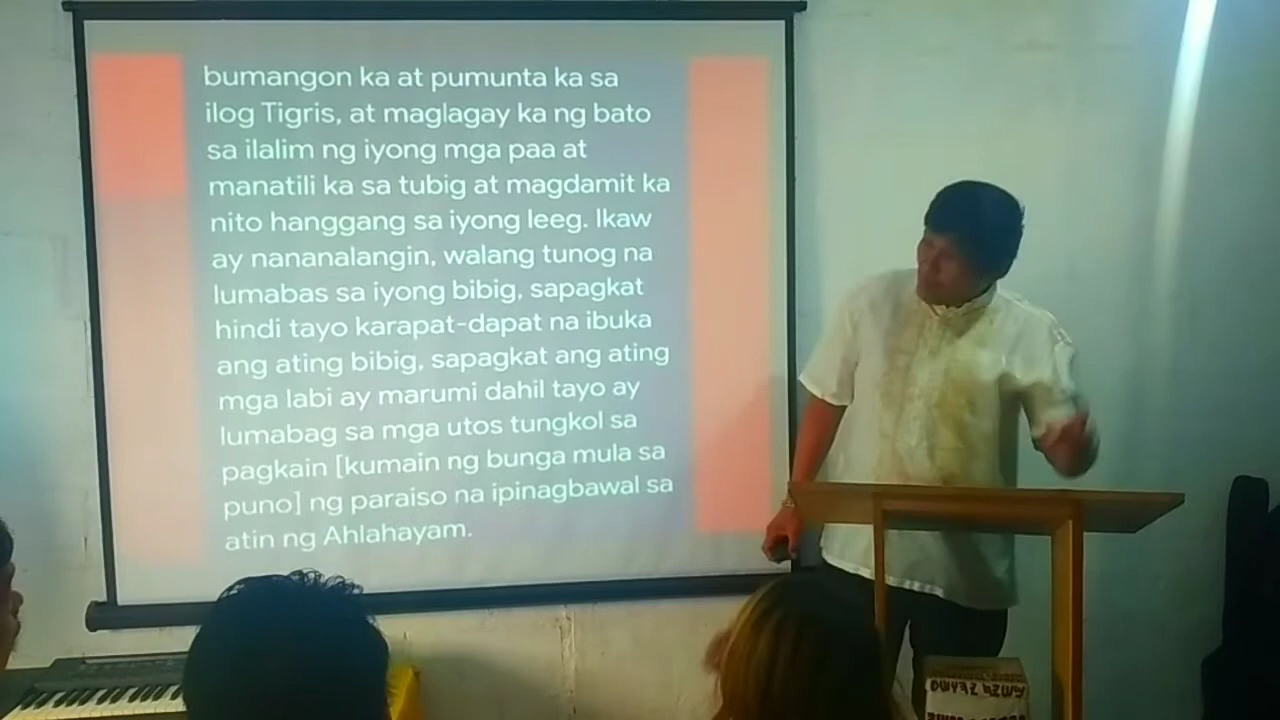 bumangon ka at pumunta ka sa
ilog Tigris, at maglagay ka ng bato
sa ilalim ng iyong mga paa at
manatili ka sa tubig at magdamit ka
nito hanggang sa iyong leeg. Ikaw
ay nananalangin, walang tunog na
lumabas sa iyong bibig, sapagkat
hindi tayo karapat-dapat na ibuka
ang ating bibig, sapagkat ang ating
mga labi ay marumi dahil tayo ay
lumabag sa mga utos tungkol sa
pagkain [kumain ng bunga mula sa
puno] ng paraiso na ipinagbawal sa
atin ng Ahlahayam.